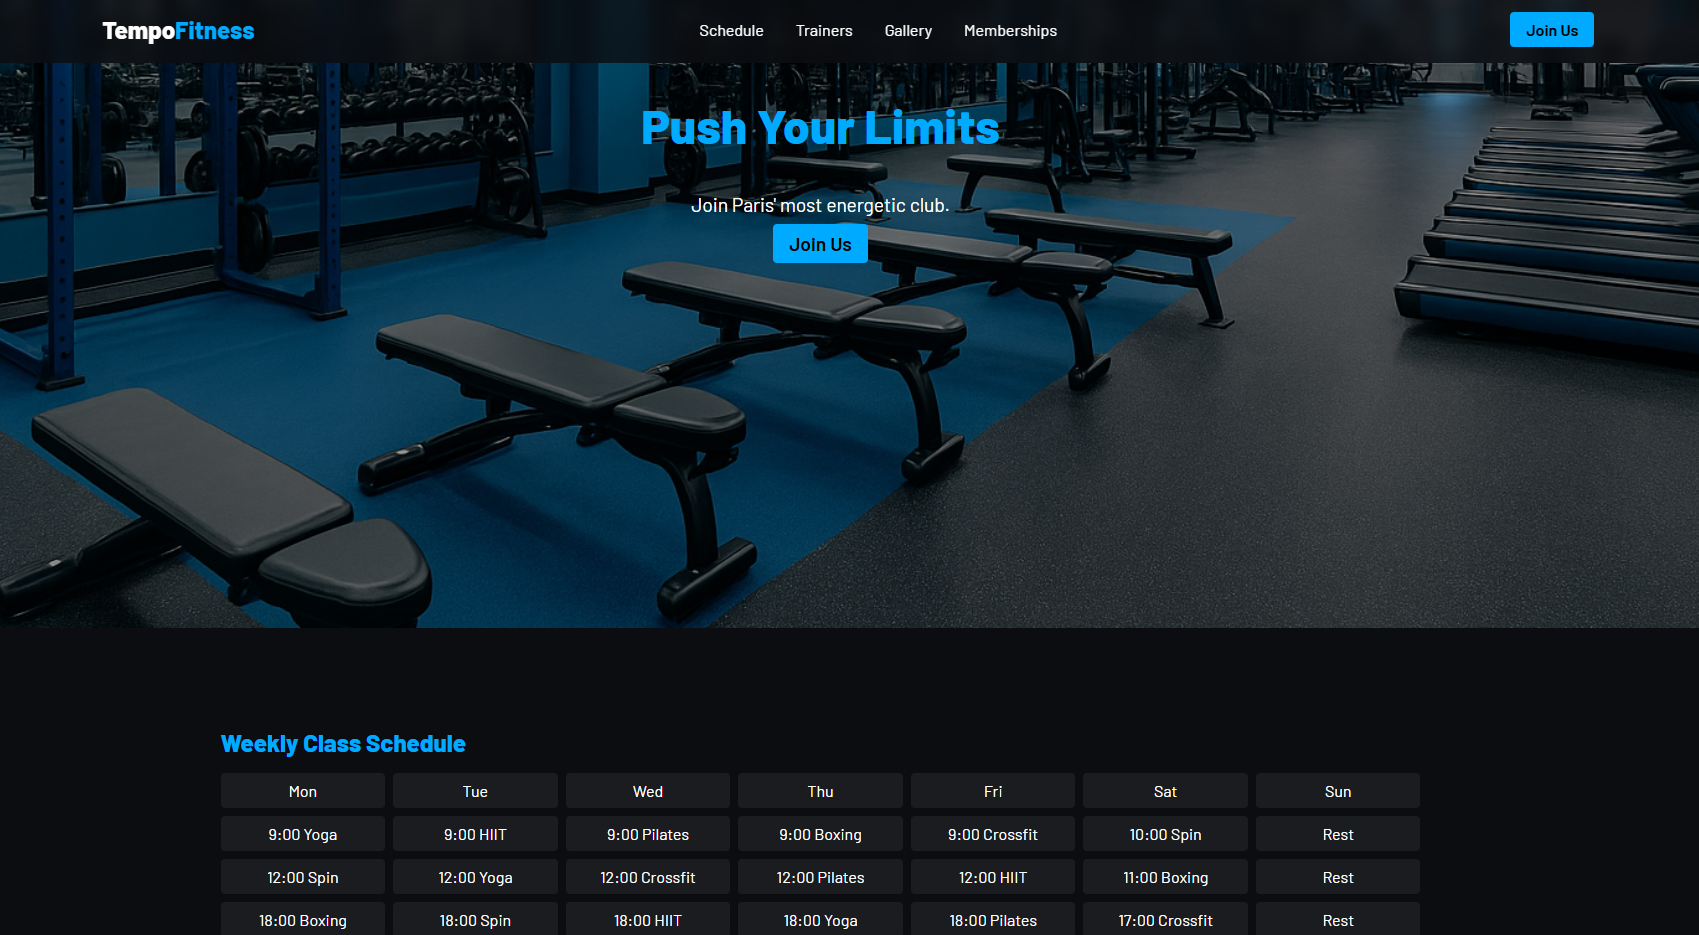 TempoFitness Schedule Trainers Gallery Memberships Join Us
Push Your Limits
Join Paris' most energetic club.
Join Us
Weekly Class Schedule
Mon Tue Wed Thu Fri Sat Sun
9:00 Yoga 9:00 HIIT 9:00 Pilates 9:00 Boxing 9:00 Crossfit 10:00 Spin Rest
12:00 Spin 12:00 Yoga 12:00 Crossfit 12:00 Pilates 12:00 HIIT 11:00 Boxing Rest
18:00 Boxing 18:00 Spin 18:00 HIIT 18:00 Yoga 18:00 Pilates 17:00 Crossfit Rest